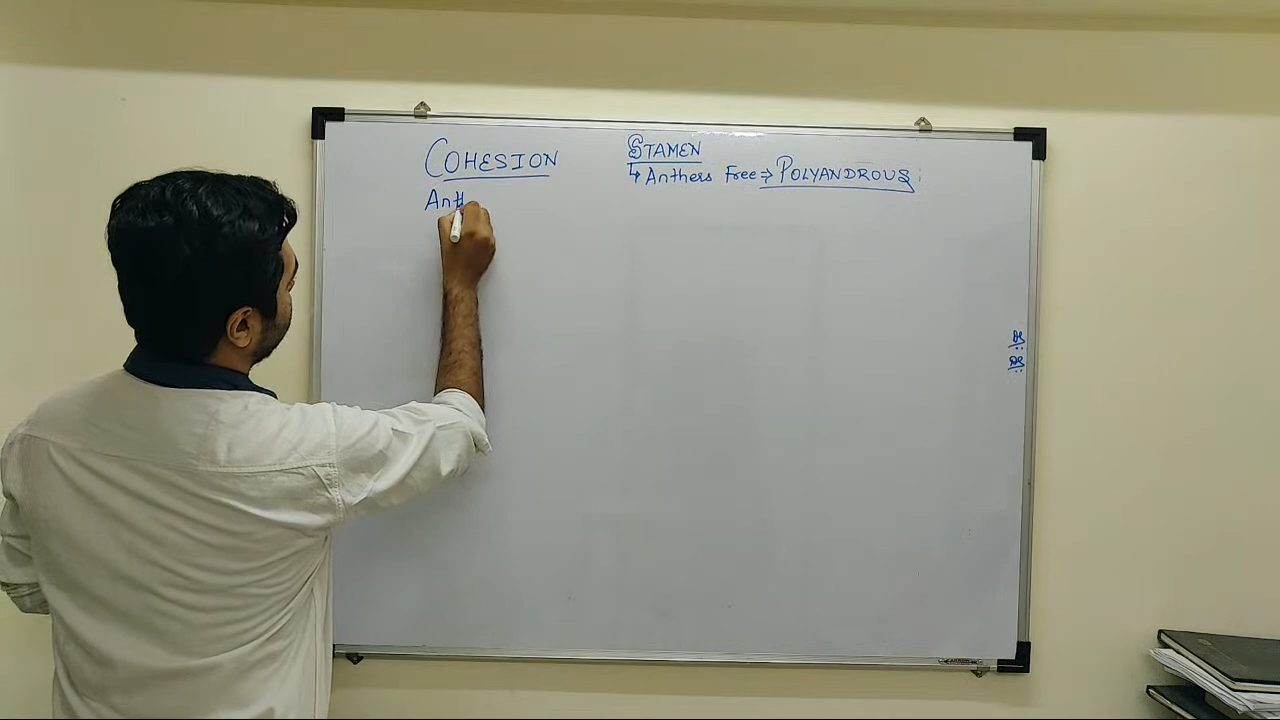 COHESION
STAMEN
↳ Anthers Free ⇒ POLYANDROUS
Anth